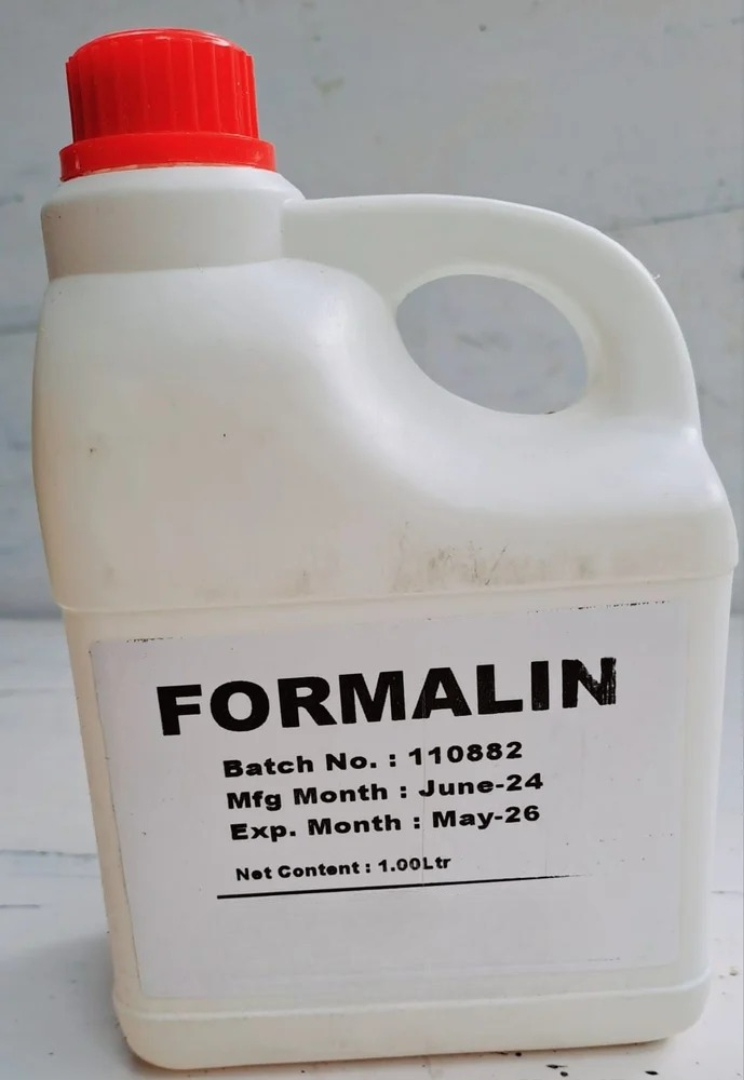 FORMALIN
Batch No. : 110882
Mfg Month : June-24
Exp. Month : May-26
Net Content : 1.00Ltr